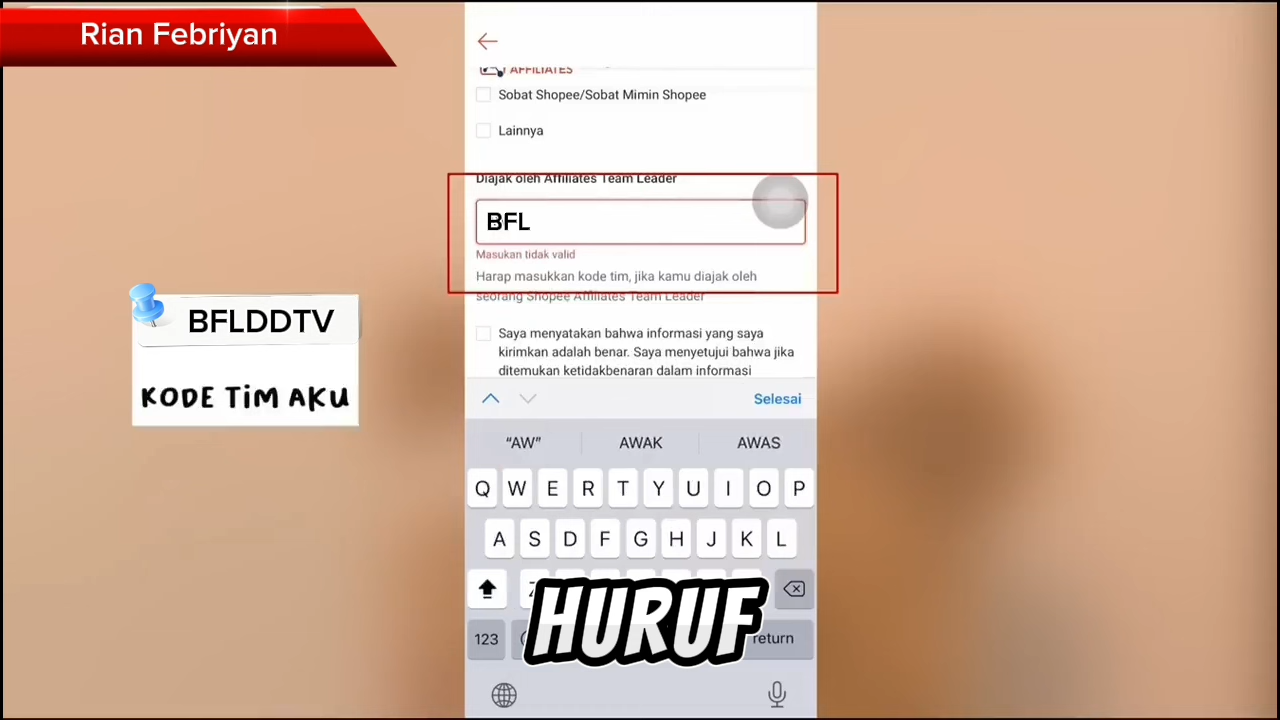 Rian Febriyan
AFFILIATES
Sobat Shopee/Sobat Mimin Shopee
Lainnya
Diajak oleh Affiliates Team Leader
BFL
Masukan tidak valid
Harap masukkan kode tim, jika kamu diajak oleh
seorang Shopee Affiliates Team Leader
BFLDDTV
KODE TiM AKU
Saya menyatakan bahwa informasi yang saya
kirimkan adalah benar. Saya menyetujui bahwa jika
ditemukan ketidakbenaran dalam informasi
Selesai
“AW” AWAK AWAS
Q W E R T Y U I O P
A S D F G H J K L
HURUF
123 return